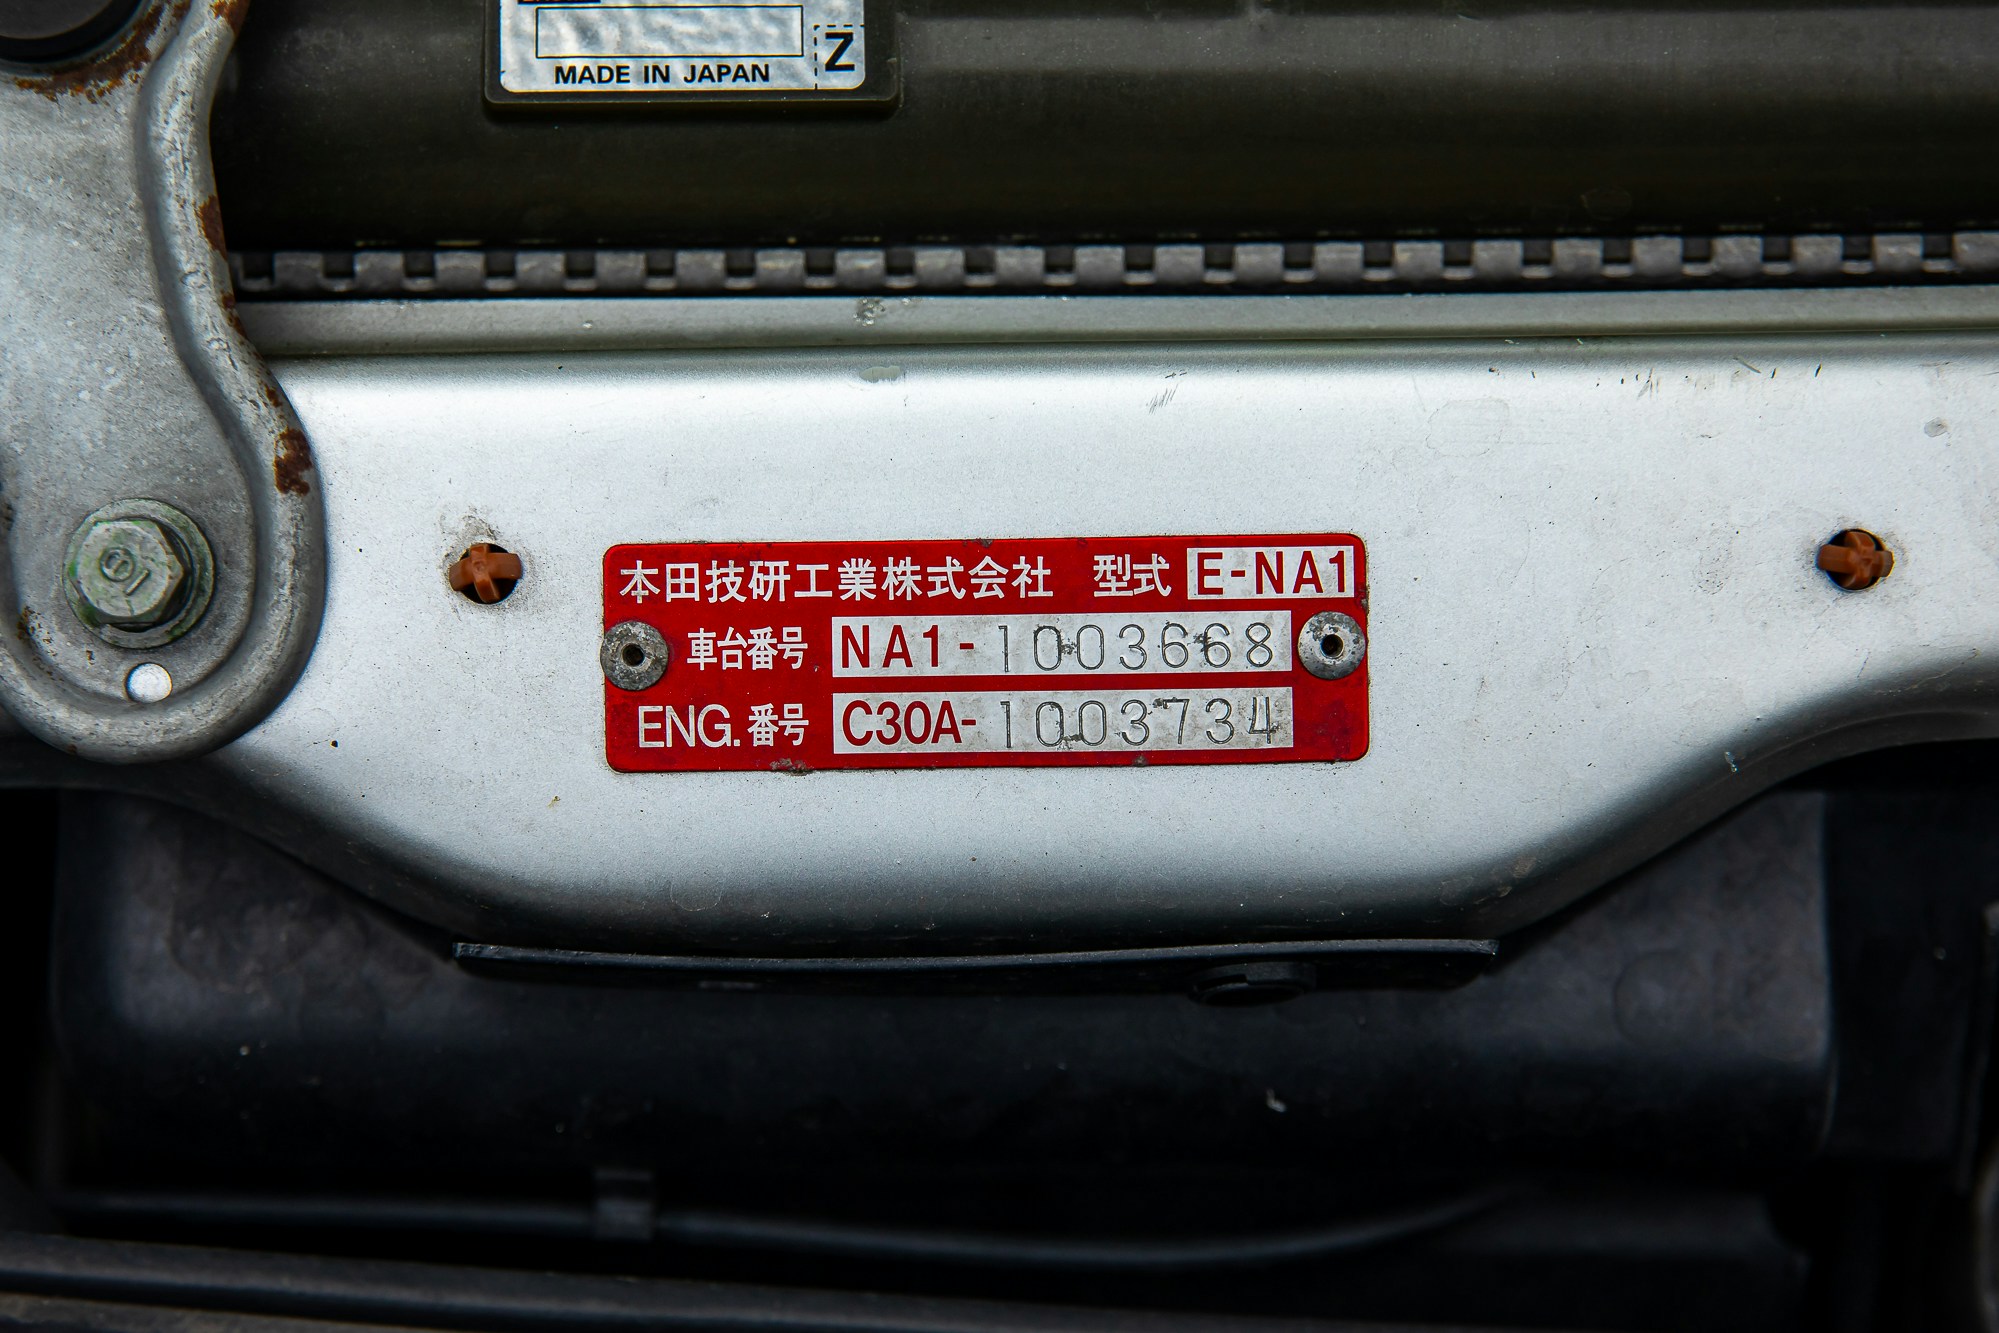 MADE IN JAPAN
Z
本田技研工業株式会社 型式 E-NA1
車台番号 NA1-1003668
ENG.番号 C30A-1003734